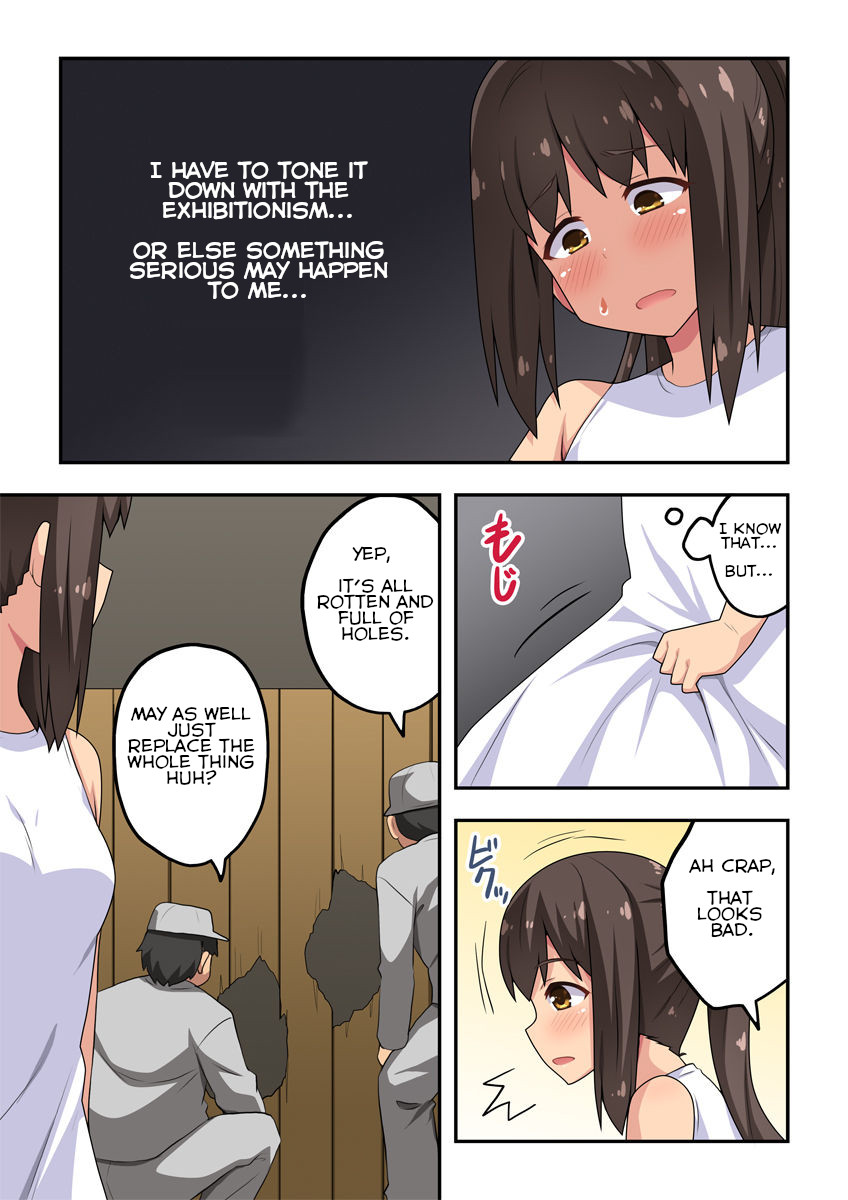 I HAVE TO TONE IT
DOWN WITH THE
EXHIBITIONISM...
OR ELSE SOMETHING
SERIOUS MAY HAPPEN
TO ME...
I KNOW
THAT...
BUT...
もじ
AH CRAP,
THAT
LOOKS
BAD.
ビクッ
YEP,
IT'S ALL
ROTTEN AND
FULL OF
HOLES.
MAY AS WELL
JUST
REPLACE THE
WHOLE THING
HUH?